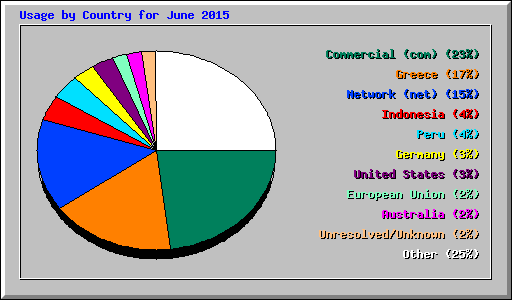 Usage by Country for June 2015
Commercial (com) (23%)
Greece (17%)
Network (net) (15%)
Indonesia (4%)
Peru (4%)
Germany (3%)
United States (3%)
European Union (2%)
Australia (2%)
Unresolved/Unknown (2%)
Other (25%)